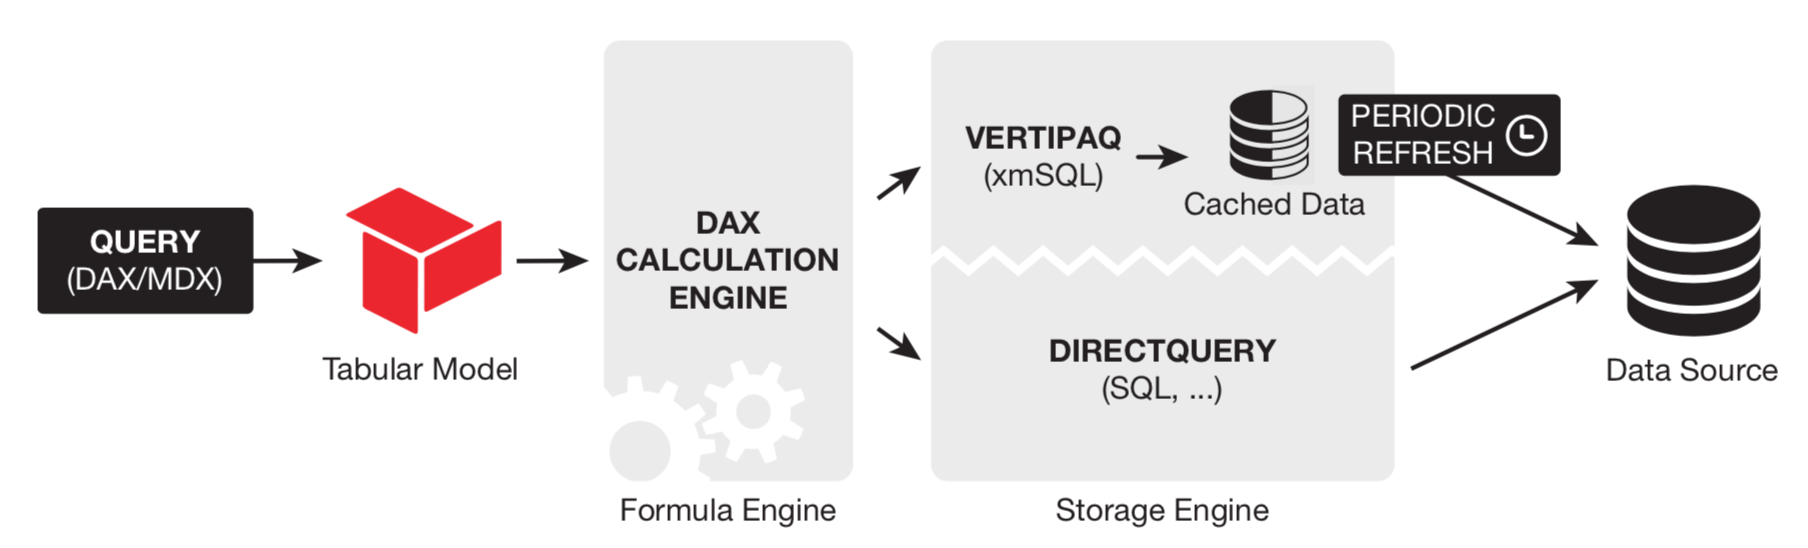 QUERY
(DAX/MDX)
Tabular Model
DAX
CALCULATION
ENGINE
Formula Engine
VERTIPAQ
(xmSQL)
Cached Data
PERIODIC
REFRESH
DIRECTQUERY
(SQL, ...)
Storage Engine
Data Source